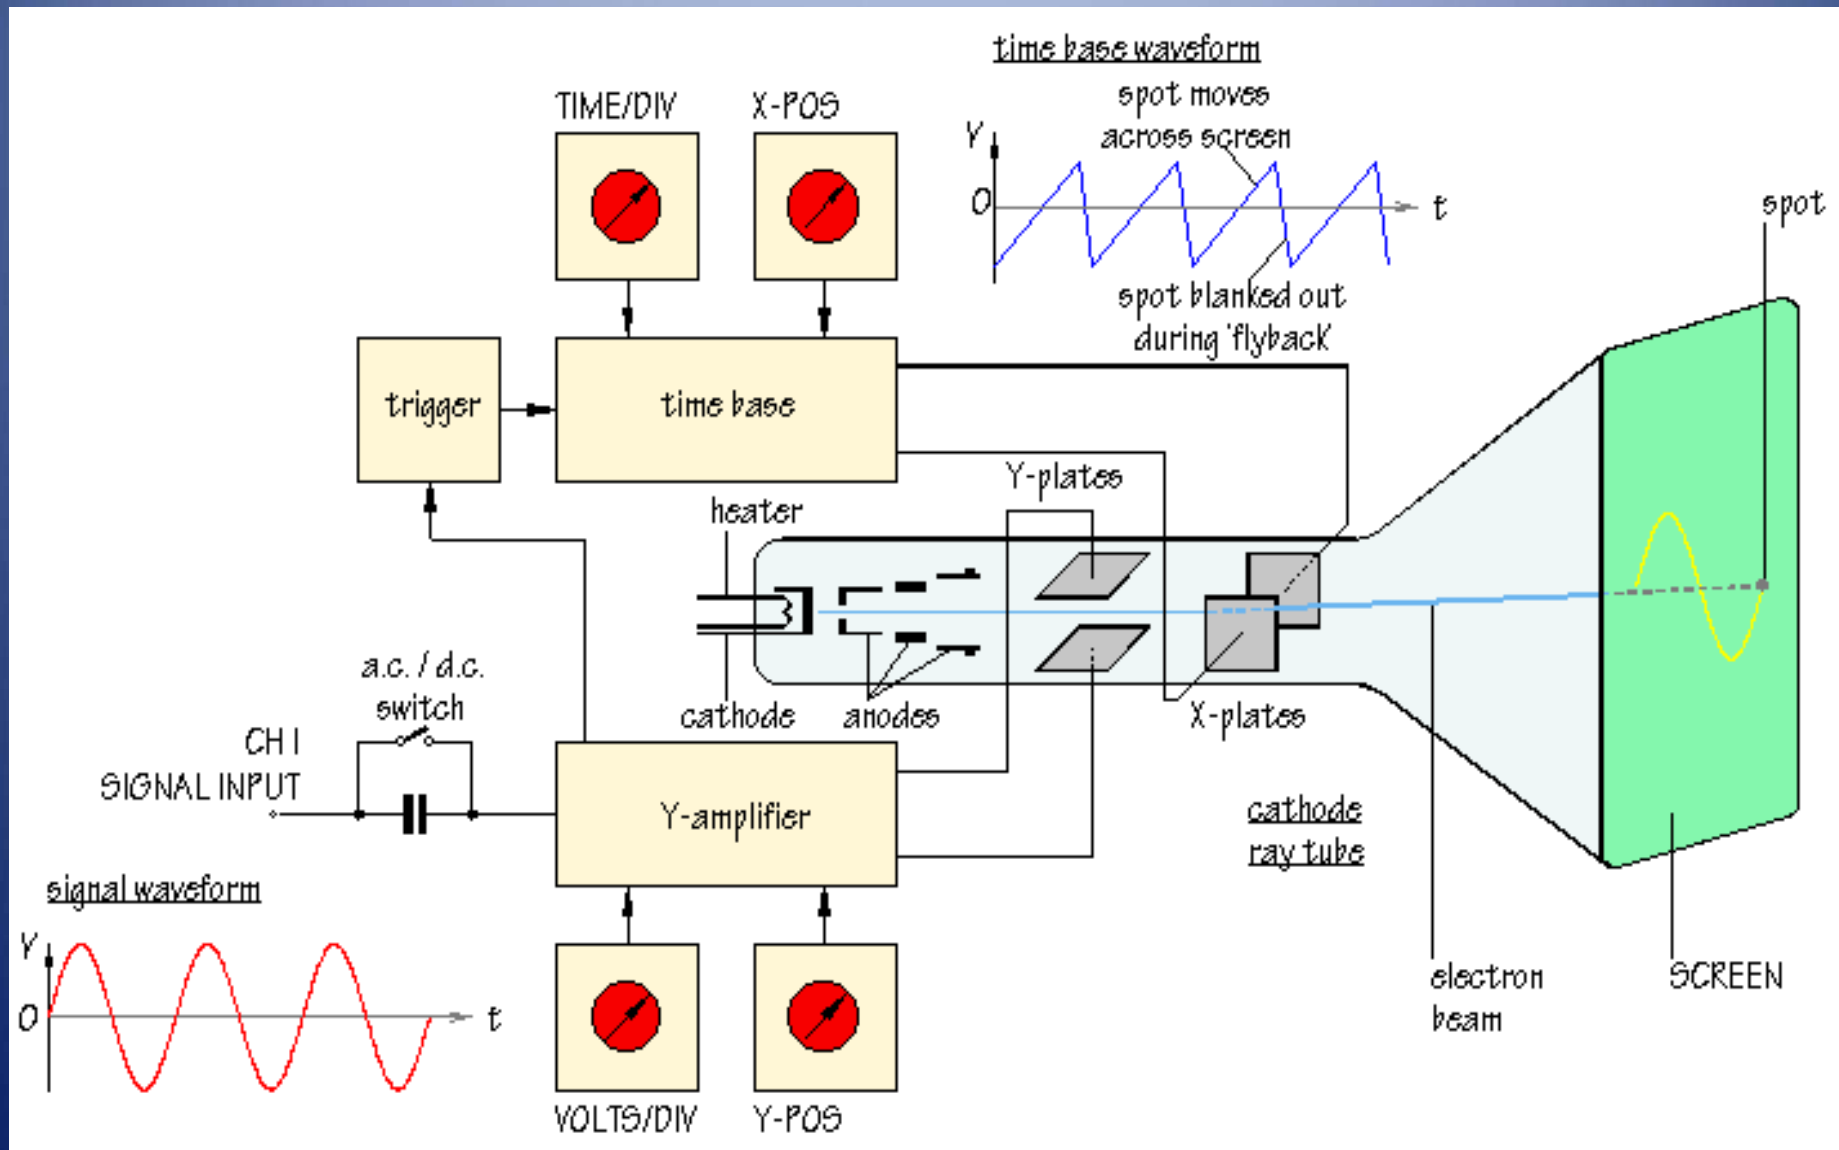 time base waveform
spot moves
across screen
TIME/DIV
X-POS
V
0
t
spot
spot blanked out
during 'flyback'
trigger
time base
Y-plates
heater
a.c. / d.c.
switch
cathode
anodes
X-plates
CH I
SIGNAL INPUT
Y-amplifier
cathode
ray tube
signal waveform
V
0
t
electron
beam
SCREEN
VOLTS/DIV
Y-POS